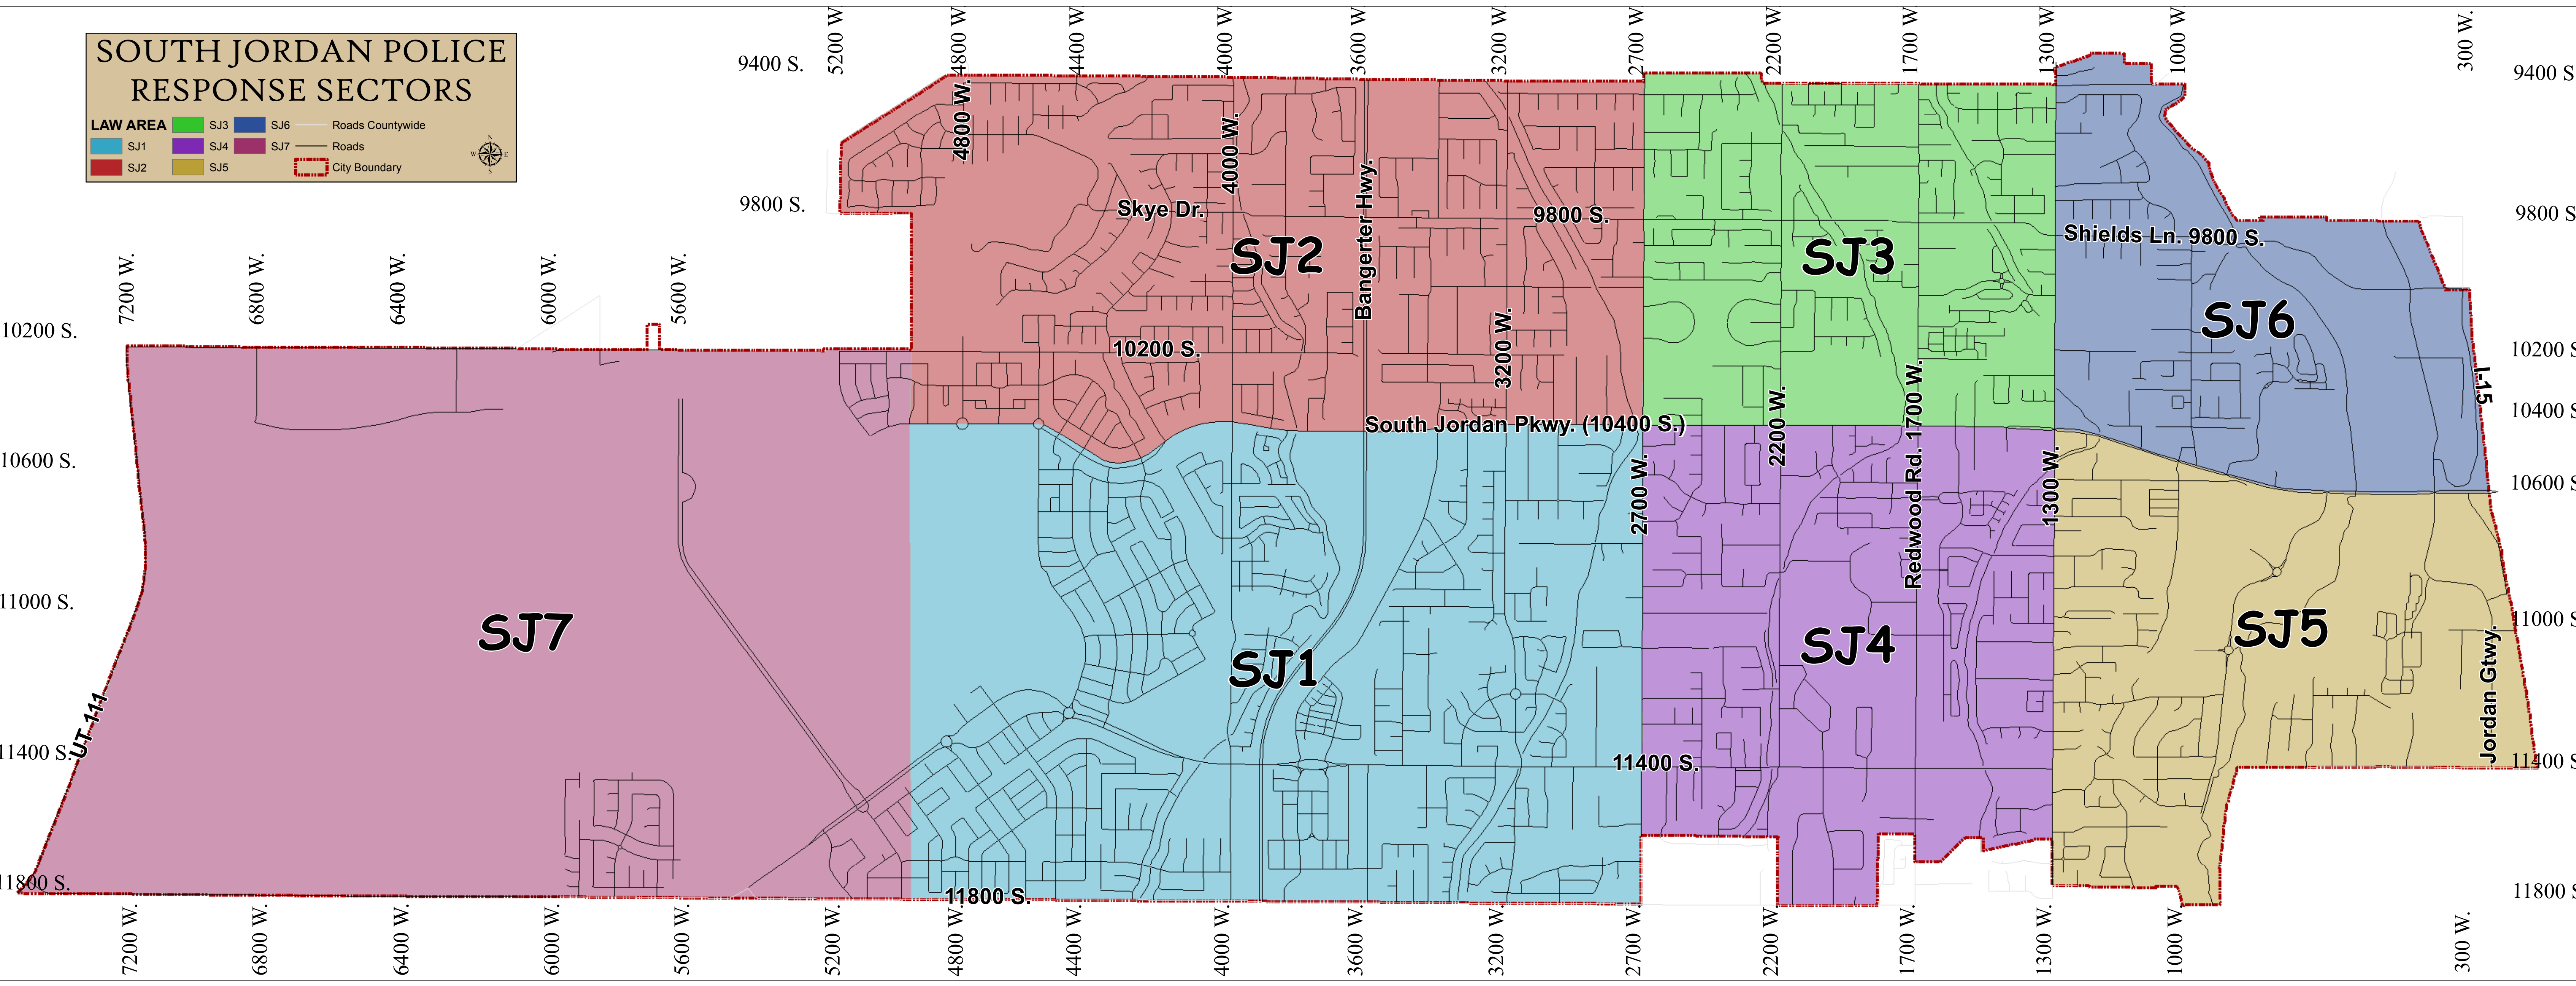 SOUTH JORDAN POLICE
RESPONSE SECTORS
LAW AREA
SJ1
SJ2
SJ3
SJ4
SJ5
SJ6
SJ7
Roads Countywide
Roads
City Boundary
N
W E
S
5200 W
4800 W
4400 W
4000 W
3600 W
3200 W
2700 W
2200 W
1700 W
1300 W
1000 W
300 W.
9400 S.
9400 S
9800 S.
9800 S
7200 W.
6800 W.
6400 W.
6000 W.
5600 W.
10200 S.
10200 S
10400 S
10600 S.
10600 S
11000 S.
11000 S
11400 S.
11400 S
11800 S.
11800 S
4800 W.
4000 W.
Bangerter Hwy.
Skye Dr.
9800 S.
SJ2
SJ3
Shields Ln. 9800 S.
SJ6
10200 S.
3200 W.
South Jordan Pkwy. (10400 S.)
2200 W.
Redwood Rd. 1700 W.
I-15
2700 W.
1300 W.
SJ7
SJ1
SJ4
SJ5
UT 111
Jordan Gtwy.
11400 S.
11800 S.
7200 W.
6800 W.
6400 W.
6000 W.
5600 W.
5200 W.
4800 W.
4400 W.
4000 W.
3600 W.
3200 W.
2700 W.
2200 W.
1700 W.
1300 W.
1000 W.
300 W.